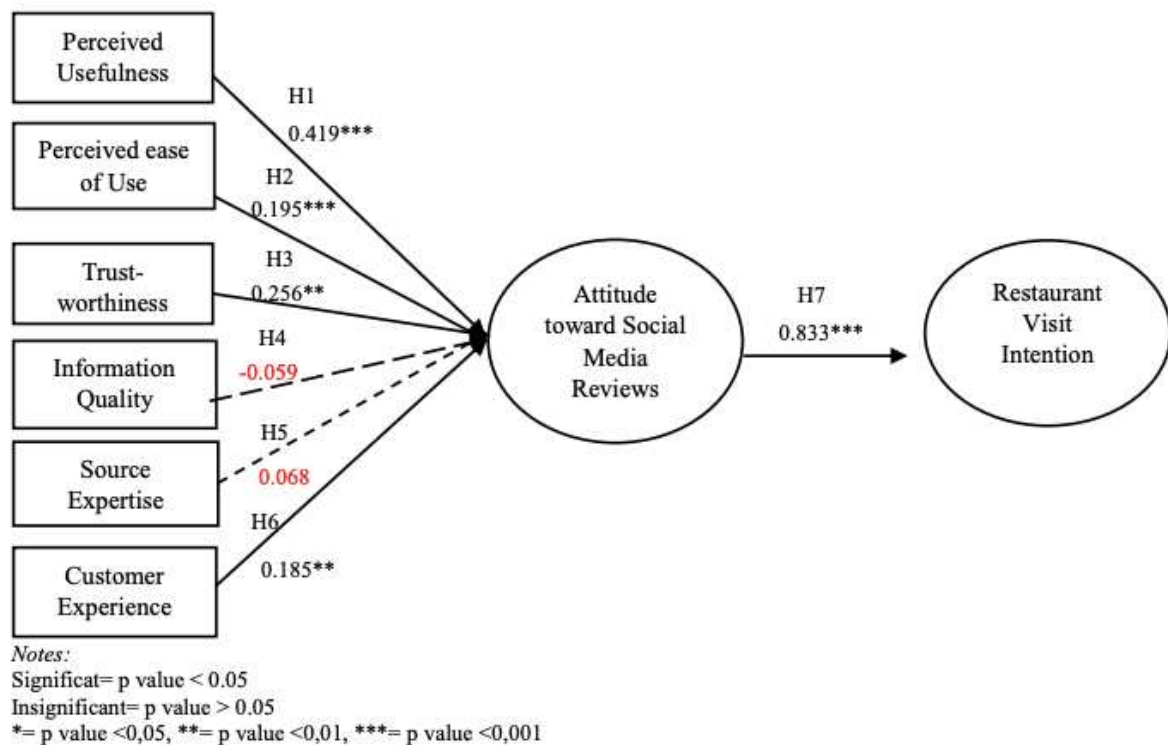 Perceived
Usefulness
H1
0.419***
Perceived ease
of Use
H2
0.195***
Trust-
worthiness
H3
0.256**
Information
Quality
H4
-0.059
Source
Expertise
H5
0.068
Customer
Experience
H6
0.185**
Attitude
toward Social
Media
Reviews
H7
0.833***
Restaurant
Visit
Intention
Notes:
Significat= p value < 0.05
Insignificant= p value > 0.05
*= p value <0,05, **= p value <0,01, ***= p value <0,001